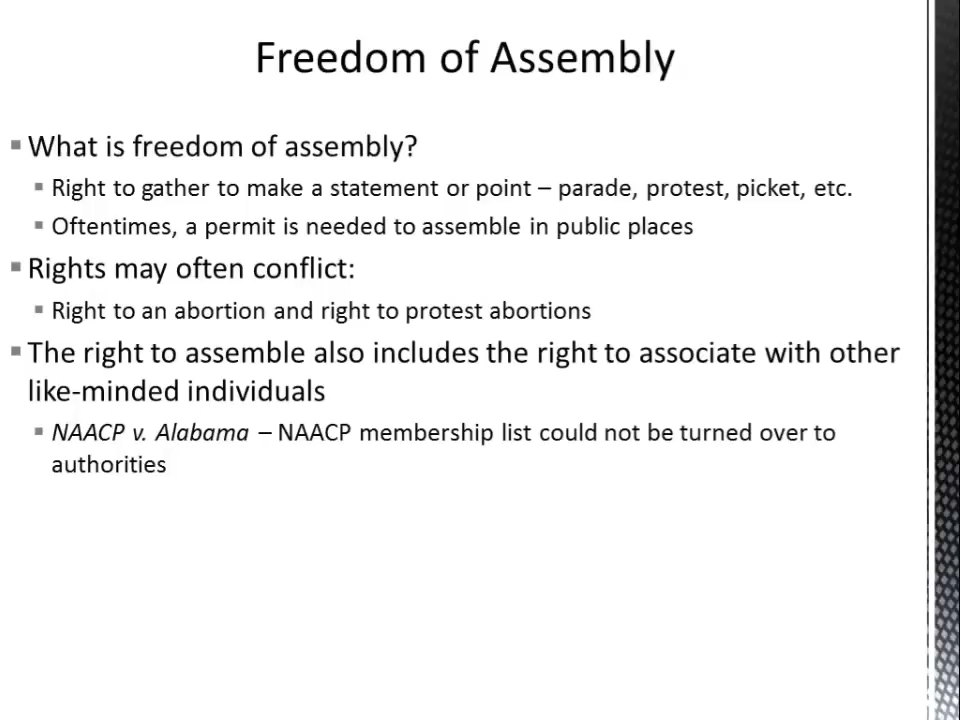 Freedom of Assembly
▪ What is freedom of assembly?
▪ Right to gather to make a statement or point – parade, protest, picket, etc.
▪ Oftentimes, a permit is needed to assemble in public places
▪ Rights may often conflict:
▪ Right to an abortion and right to protest abortions
▪ The right to assemble also includes the right to associate with other
like-minded individuals
▪ NAACP v. Alabama – NAACP membership list could not be turned over to
authorities